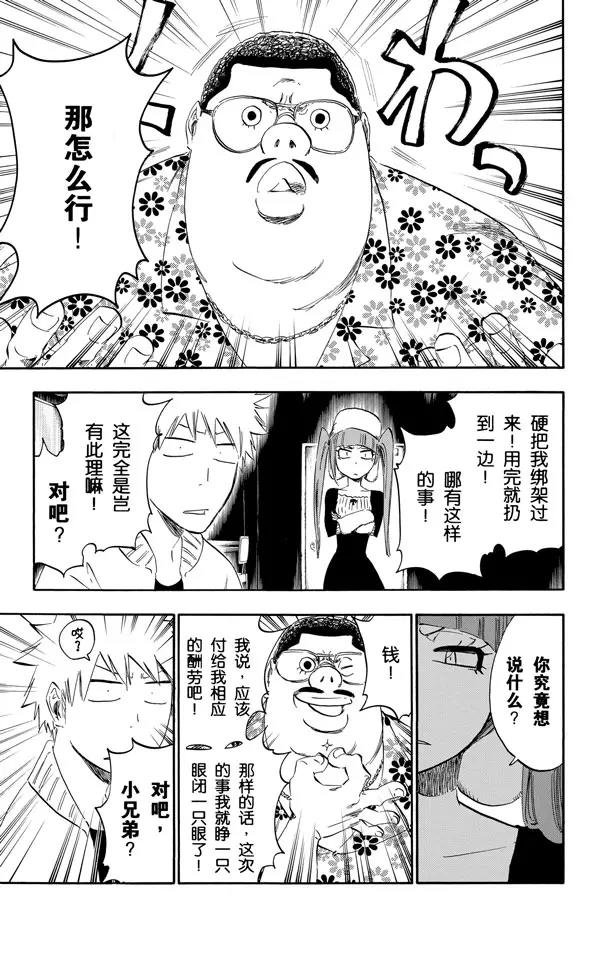 わっ
那怎么行！
硬把我绑架过
来！用完就扔
到一边！
哪有这样
的事！
这完全是岂
有此理嘛！
对吧？
你究竟想
说什么？
钱！
我说，应该
付给我相应
的酬劳吧！
那样的话，这次
的事我就睁一只
眼闭一只眼了！
对吧，
小兄弟？
哎？